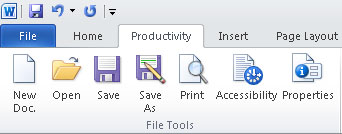 File Home Productivity Insert Page Layout
New Doc. Open Save Save As Print Accessibility Properties
File Tools